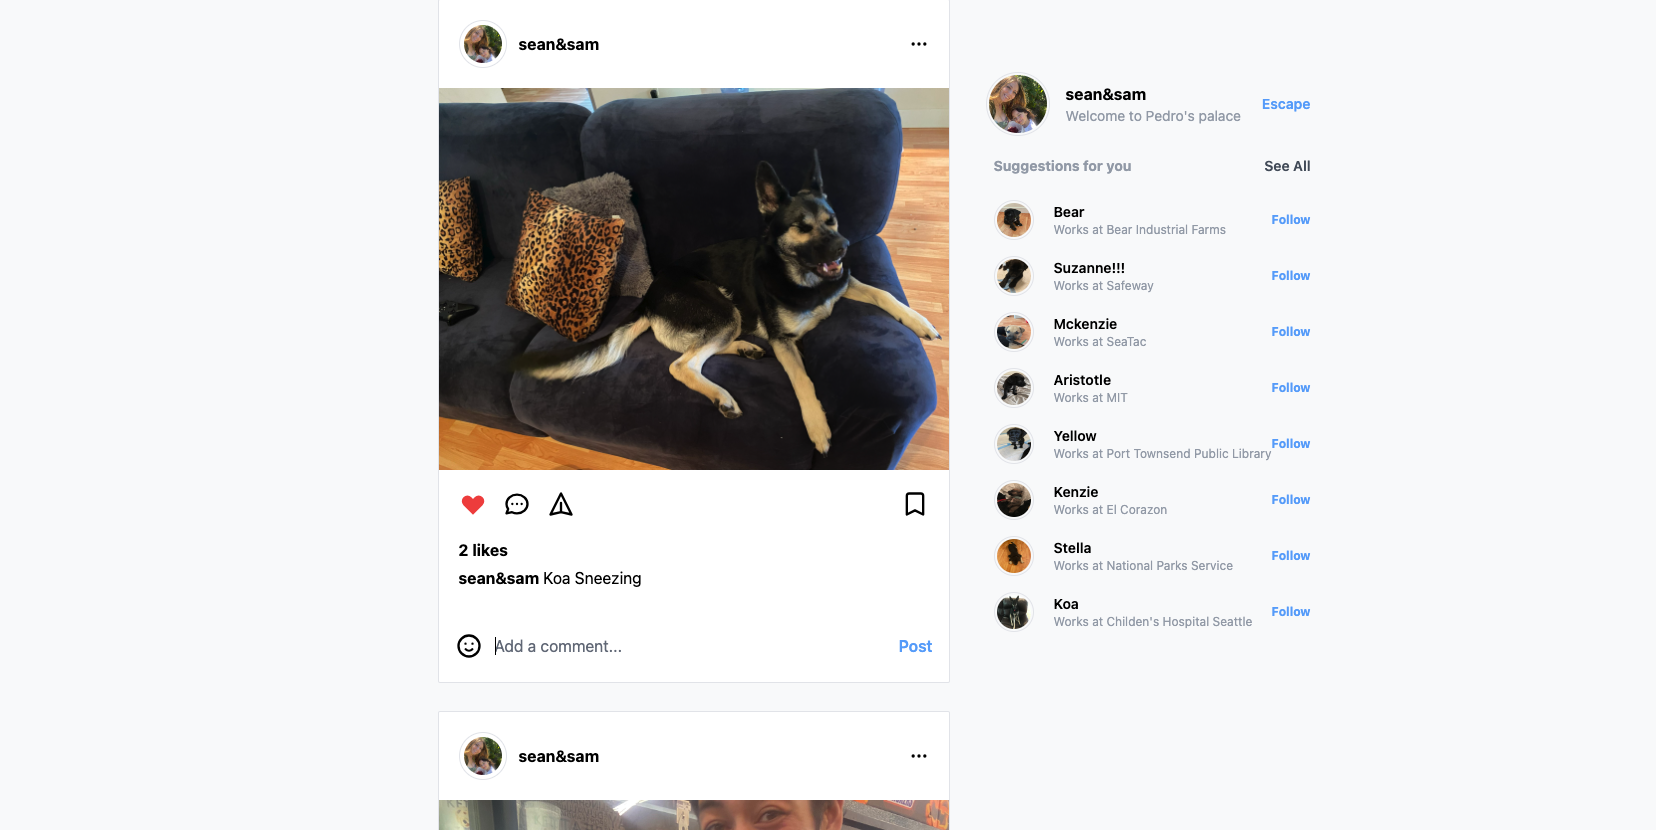 sean&sam
2 likes
sean&sam Koa Sneezing
Add a comment...
Post
sean&sam
sean&sam
Welcome to Pedro's palace
Escape
Suggestions for you
See All
Bear
Works at Bear Industrial Farms
Follow
Suzanne!!!
Works at Safeway
Follow
Mckenzie
Works at SeaTac
Follow
Aristotle
Works at MIT
Follow
Yellow
Works at Port Townsend Public Library
Follow
Kenzie
Works at El Corazon
Follow
Stella
Works at National Parks Service
Follow
Koa
Works at Childen's Hospital Seattle
Follow